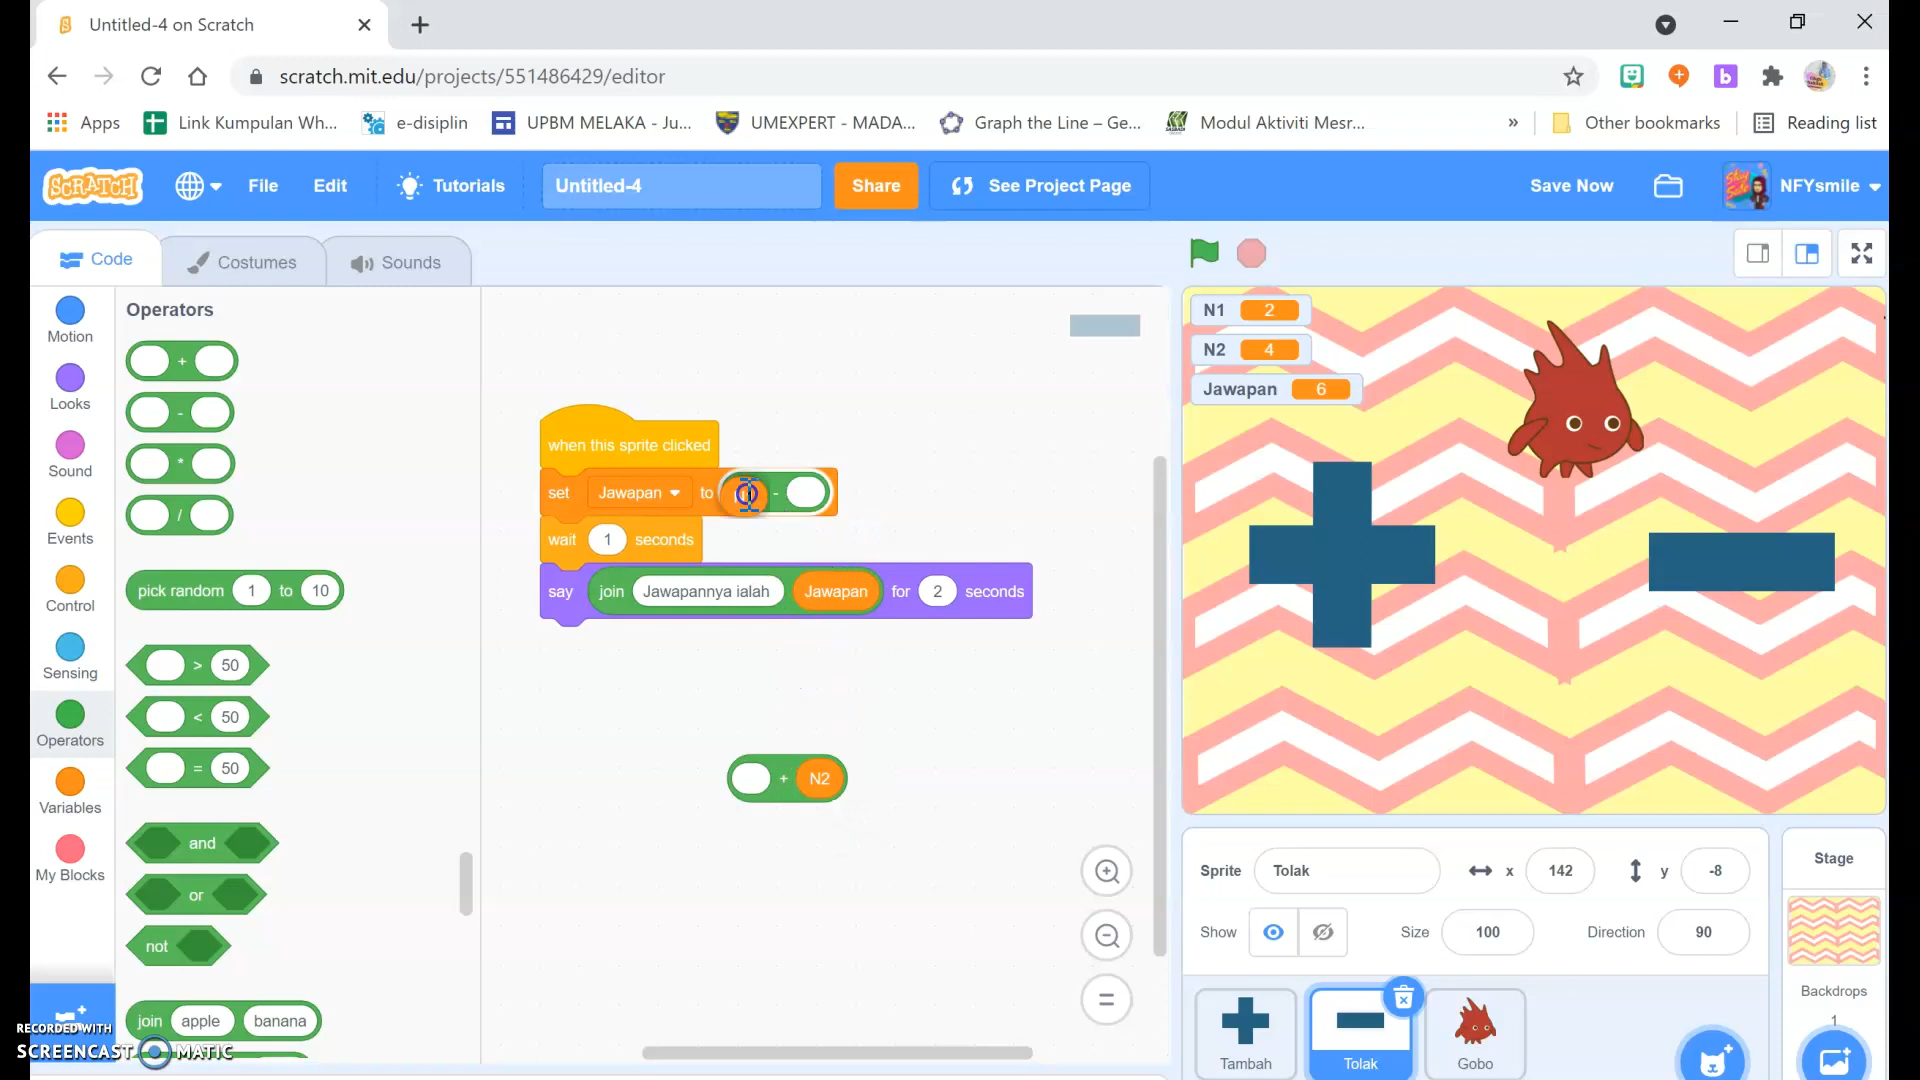 Untitled-4 on Scratch
scratch.mit.edu/projects/551486429/editor
Apps
Link Kumpulan Wh...
e-disiplin
UPBM MELAKA - Ju...
UMEXPERT - MADA...
Graph the Line – Ge...
Modul Aktiviti Mesr...
»
Other bookmarks
Reading list
SCRATCH
File
Edit
Tutorials
Untitled-4
Share
See Project Page
Save Now
NFYsmile
Code
Costumes
Sounds
Motion
Looks
Sound
Events
Control
Sensing
Operators
Variables
My Blocks
Operators
+
-
*
/
pick random 1 to 10
> 50
< 50
= 50
and
or
not
join apple banana
when this sprite clicked
set Jawapan to -
wait 1 seconds
say join Jawapannya ialah Jawapan for 2 seconds
+ N2
N1 2
N2 4
Jawapan 6
Sprite Tolak x 142 y -8
Show Size 100 Direction 90
Tambah
Tolak
Gobo
Stage
Backdrops
1
RECORDED WITH
SCREENCAST MATIC